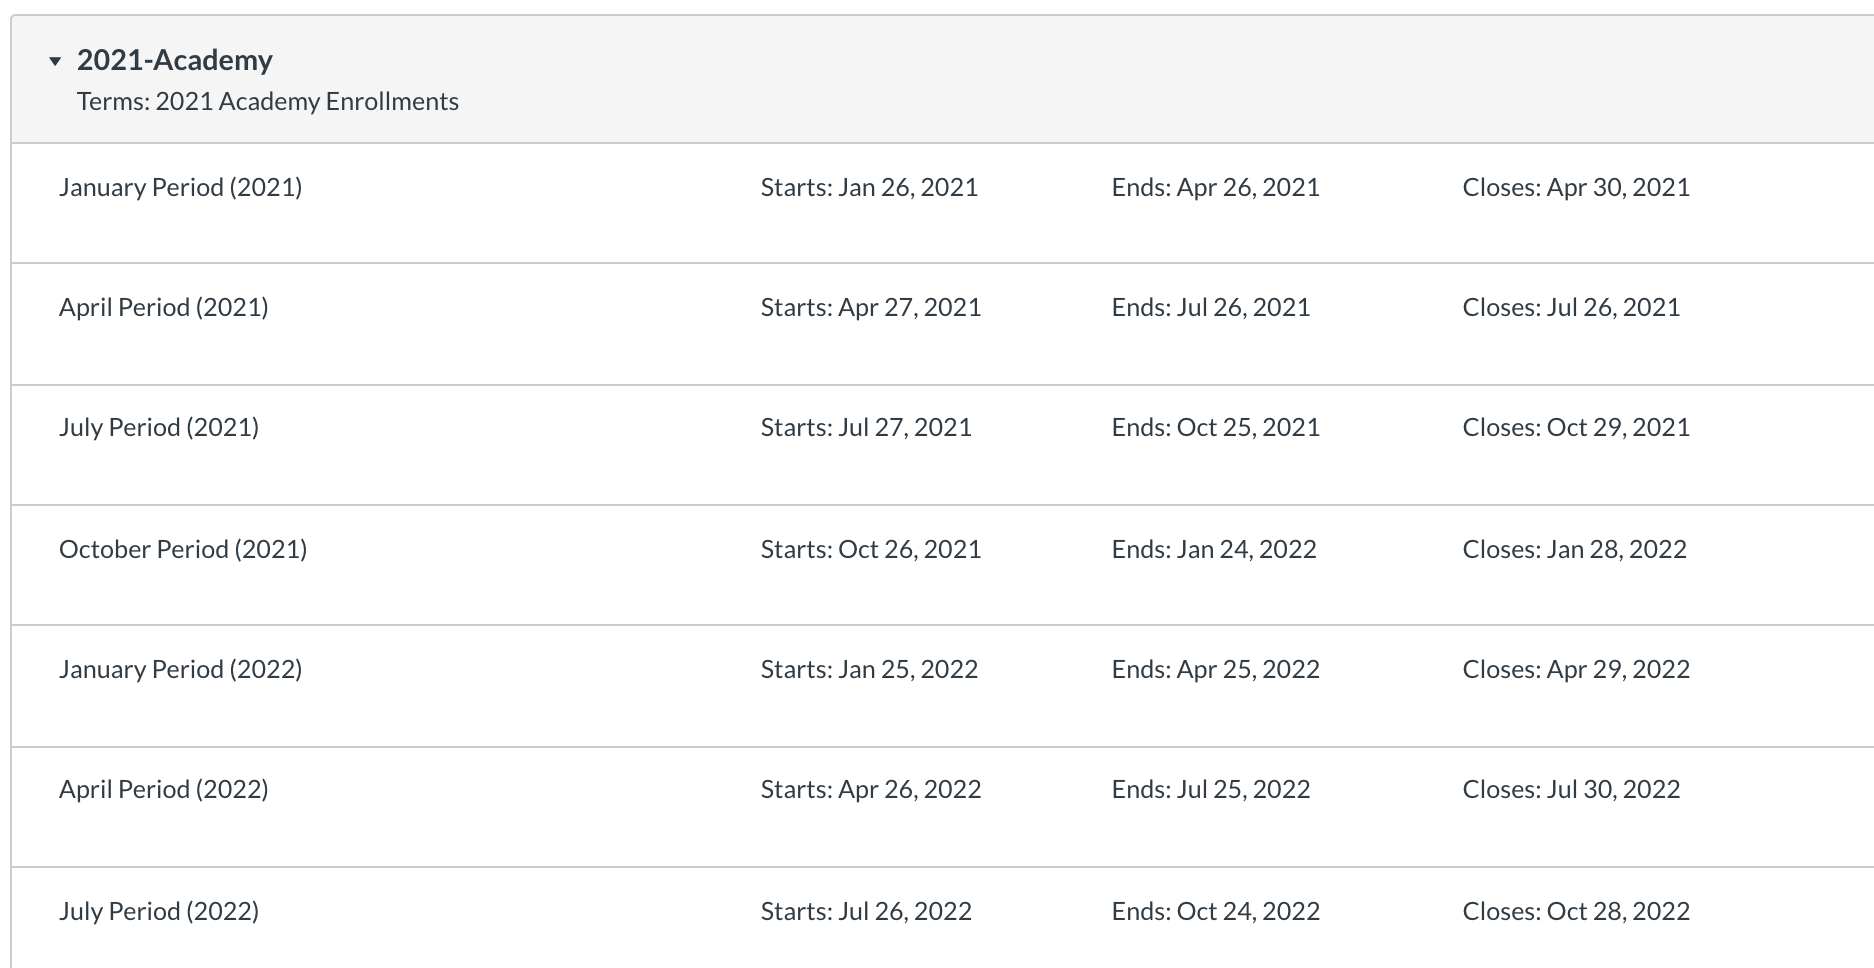 2021-Academy
Terms: 2021 Academy Enrollments
January Period (2021) Starts: Jan 26, 2021 Ends: Apr 26, 2021 Closes: Apr 30, 2021
April Period (2021) Starts: Apr 27, 2021 Ends: Jul 26, 2021 Closes: Jul 26, 2021
July Period (2021) Starts: Jul 27, 2021 Ends: Oct 25, 2021 Closes: Oct 29, 2021
October Period (2021) Starts: Oct 26, 2021 Ends: Jan 24, 2022 Closes: Jan 28, 2022
January Period (2022) Starts: Jan 25, 2022 Ends: Apr 25, 2022 Closes: Apr 29, 2022
April Period (2022) Starts: Apr 26, 2022 Ends: Jul 25, 2022 Closes: Jul 30, 2022
July Period (2022) Starts: Jul 26, 2022 Ends: Oct 24, 2022 Closes: Oct 28, 2022